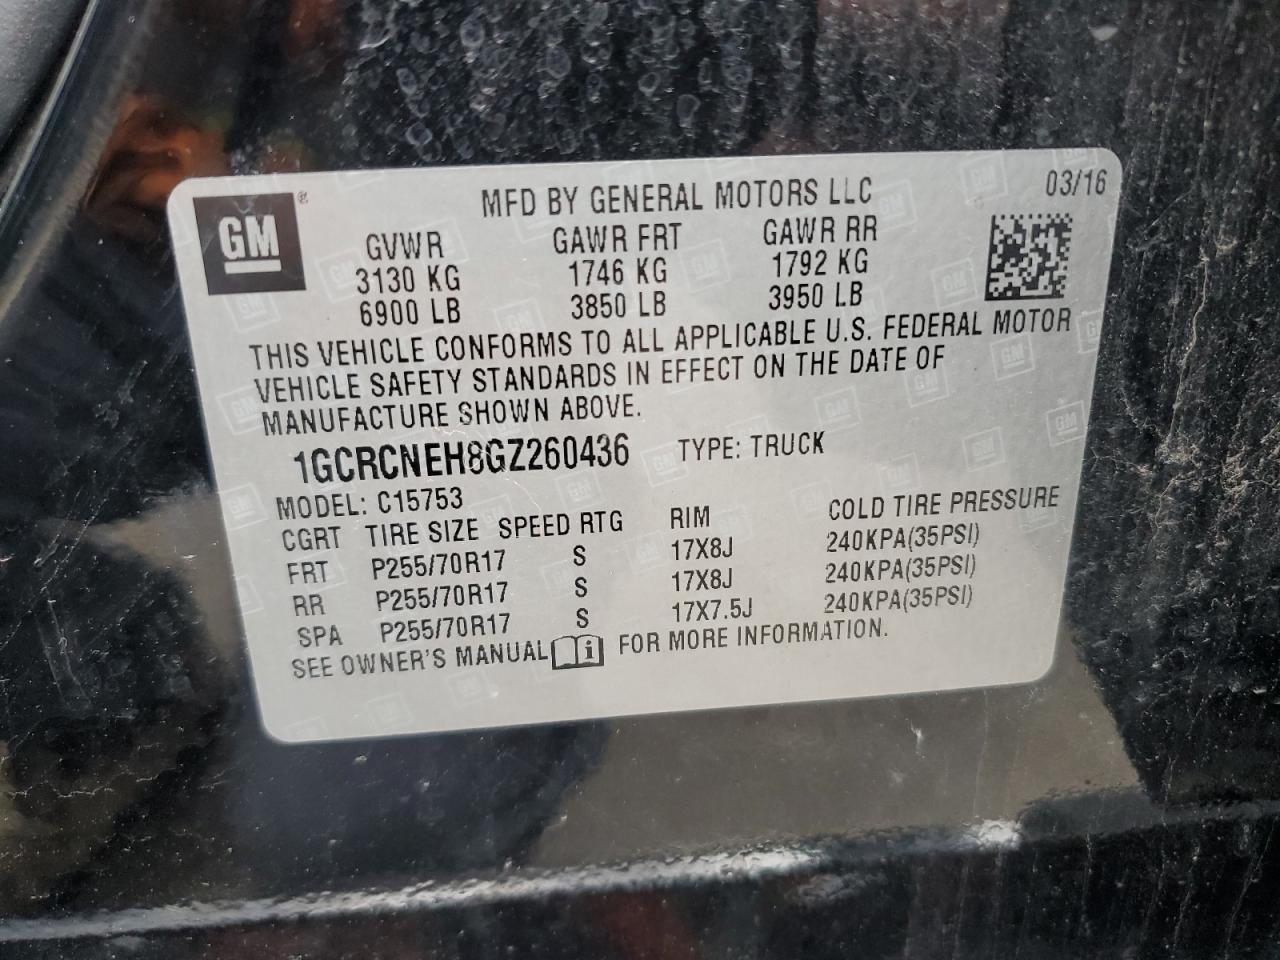 GM ®
MFD BY GENERAL MOTORS LLC 03/16
GVWR GAWR FRT GAWR RR
3130 KG 1746 KG 1792 KG
6900 LB 3850 LB 3950 LB
THIS VEHICLE CONFORMS TO ALL APPLICABLE U.S. FEDERAL MOTOR
VEHICLE SAFETY STANDARDS IN EFFECT ON THE DATE OF
MANUFACTURE SHOWN ABOVE.
1GCRCNEH8GZ260436 TYPE: TRUCK
MODEL: C15753
CGRT TIRE SIZE SPEED RTG RIM COLD TIRE PRESSURE
FRT P255/70R17 S 17X8J 240KPA(35PSI)
RR P255/70R17 S 17X8J 240KPA(35PSI)
SPA P255/70R17 S 17X7.5J 240KPA(35PSI)
SEE OWNER'S MANUAL i FOR MORE INFORMATION.